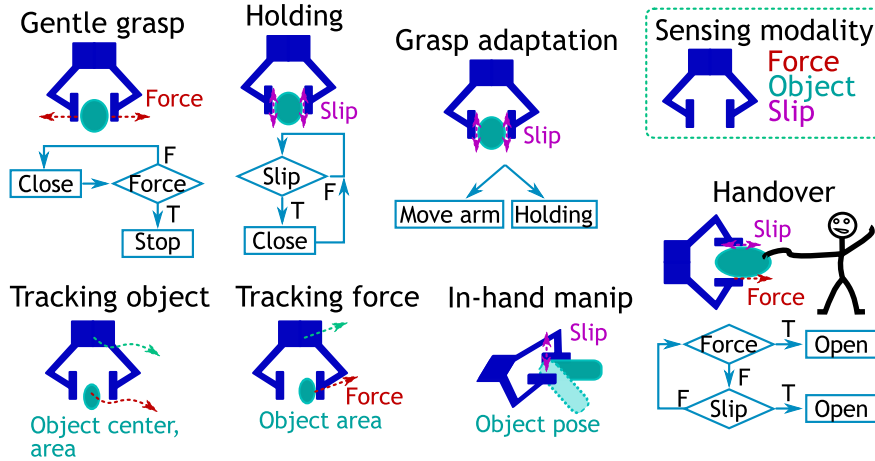 Gentle grasp
Force
F
Close
Force
T
Stop
Holding
Slip
Slip
F
T
Close
Grasp adaptation
Slip
Move arm
Holding
Sensing modality
Force
Object
Slip
Handover
Slip
Force
Force
T
Open
F
F
Slip
T
Open
Tracking object
Object center,
area
Tracking force
Force
Object area
In-hand manip
Slip
Object pose